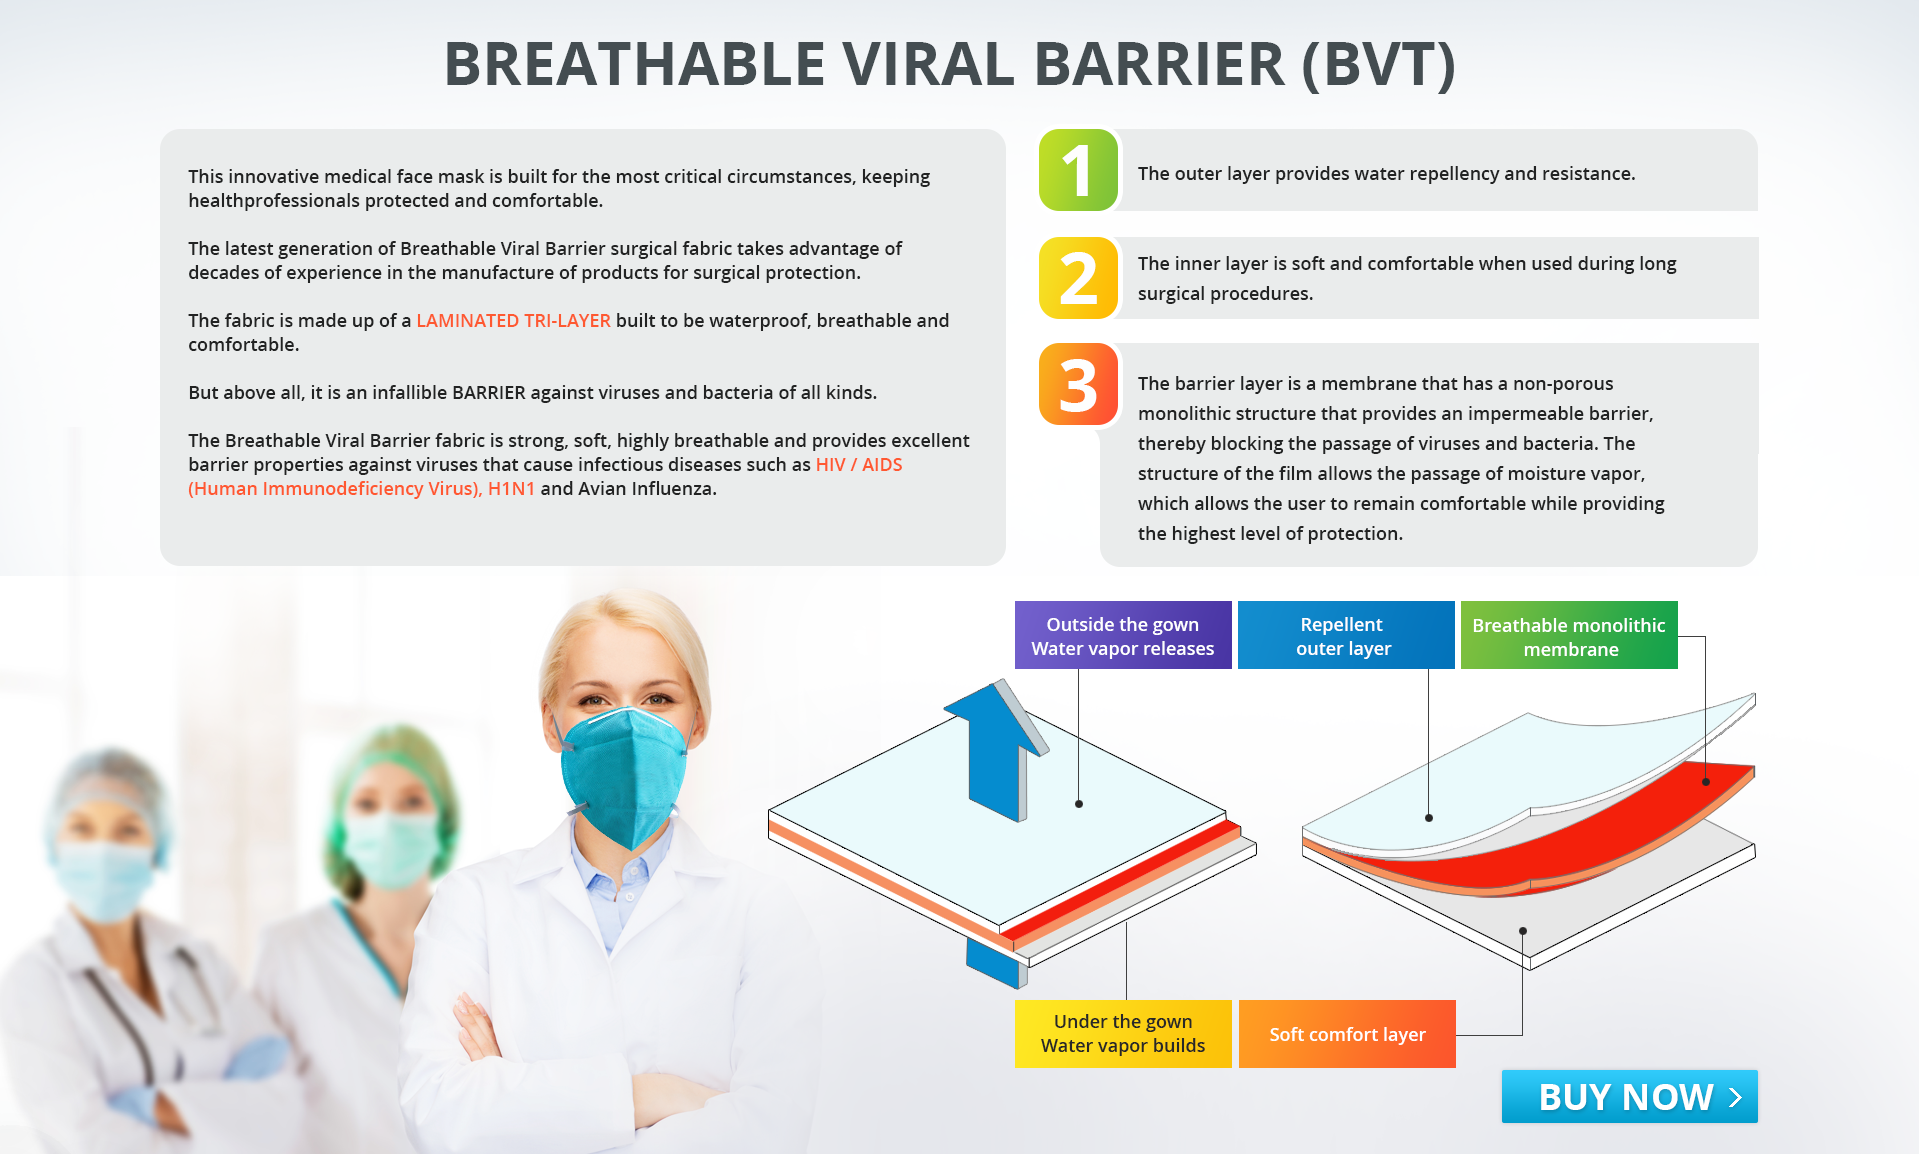 BREATHABLE VIRAL BARRIER (BVT)
This innovative medical face mask is built for the most critical circumstances, keeping
healthprofessionals protected and comfortable.
The latest generation of Breathable Viral Barrier surgical fabric takes advantage of
decades of experience in the manufacture of products for surgical protection.
The fabric is made up of a LAMINATED TRI-LAYER built to be waterproof, breathable and
comfortable.
But above all, it is an infallible BARRIER against viruses and bacteria of all kinds.
The Breathable Viral Barrier fabric is strong, soft, highly breathable and provides excellent
barrier properties against viruses that cause infectious diseases such as HIV / AIDS
(Human Immunodeficiency Virus), H1N1 and Avian Influenza.
1
The outer layer provides water repellency and resistance.
2
The inner layer is soft and comfortable when used during long
surgical procedures.
3
The barrier layer is a membrane that has a non-porous
monolithic structure that provides an impermeable barrier,
thereby blocking the passage of viruses and bacteria. The
structure of the film allows the passage of moisture vapor,
which allows the user to remain comfortable while providing
the highest level of protection.
Outside the gown
Water vapor releases
Repellent
outer layer
Breathable monolithic
membrane
Under the gown
Water vapor builds
Soft comfort layer
BUY NOW